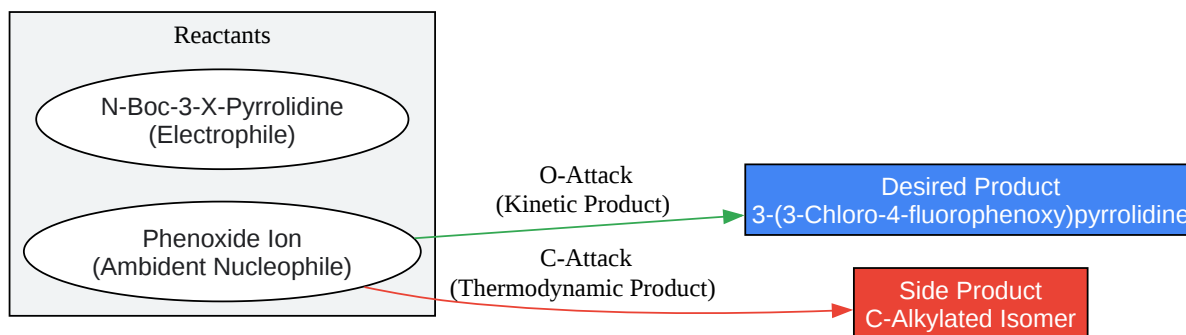 Reactants
N-Boc-3-X-Pyrrolidine
(Electrophile)
Phenoxide Ion
(Ambident Nucleophile)
O-Attack
(Kinetic Product)
C-Attack
(Thermodynamic Product)
Desired Product
3-(3-Chloro-4-fluorophenoxy)pyrrolidine
Side Product
C-Alkylated Isomer